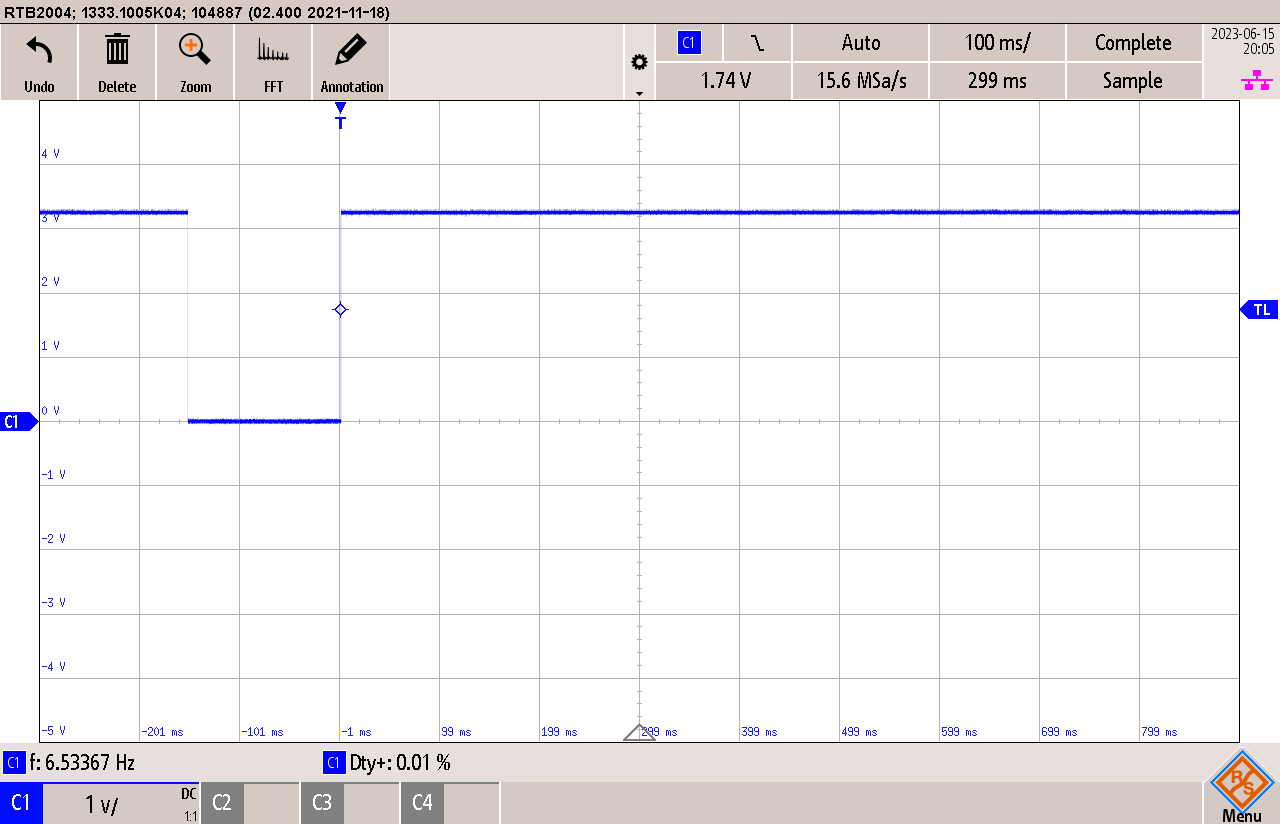 RTB2004; 1333.1005K04; 104887 (02.400 2021-11-18)
Undo
Delete
Zoom
FFT
Annotation
C1
Auto
100 ms/
Complete
2023-06-15
20:05
1.74 V
15.6 MSa/s
299 ms
Sample
T
4 V
3 V
2 V
1 V
0 V
-1 V
-2 V
-3 V
-4 V
-5 V
C1
TL
-201 ms
-101 ms
-1 ms
99 ms
199 ms
299 ms
399 ms
499 ms
599 ms
699 ms
799 ms
C1 f: 6.53367 Hz
C1 Dty+: 0.01 %
C1
1 V/
DC
1:1
C2
C3
C4
R S
Menu